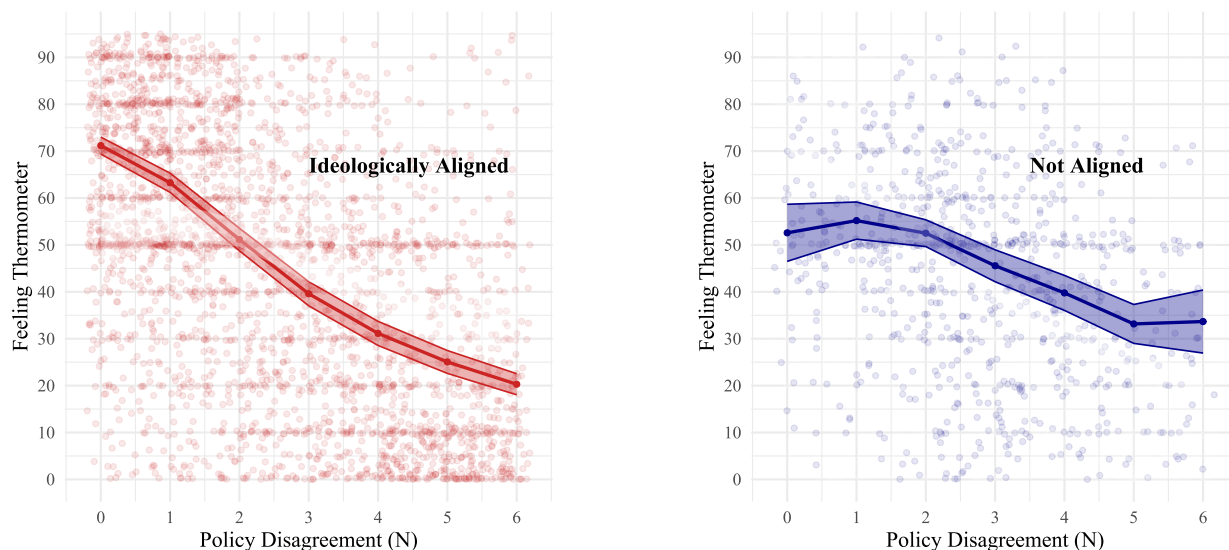 90
80
70
60
50
40
30
20
10
0
Feeling Thermometer
Ideologically Aligned
0 1 2 3 4 5 6
Policy Disagreement (N)
90
80
70
60
50
40
30
20
10
0
Feeling Thermometer
Not Aligned
0 1 2 3 4 5 6
Policy Disagreement (N)